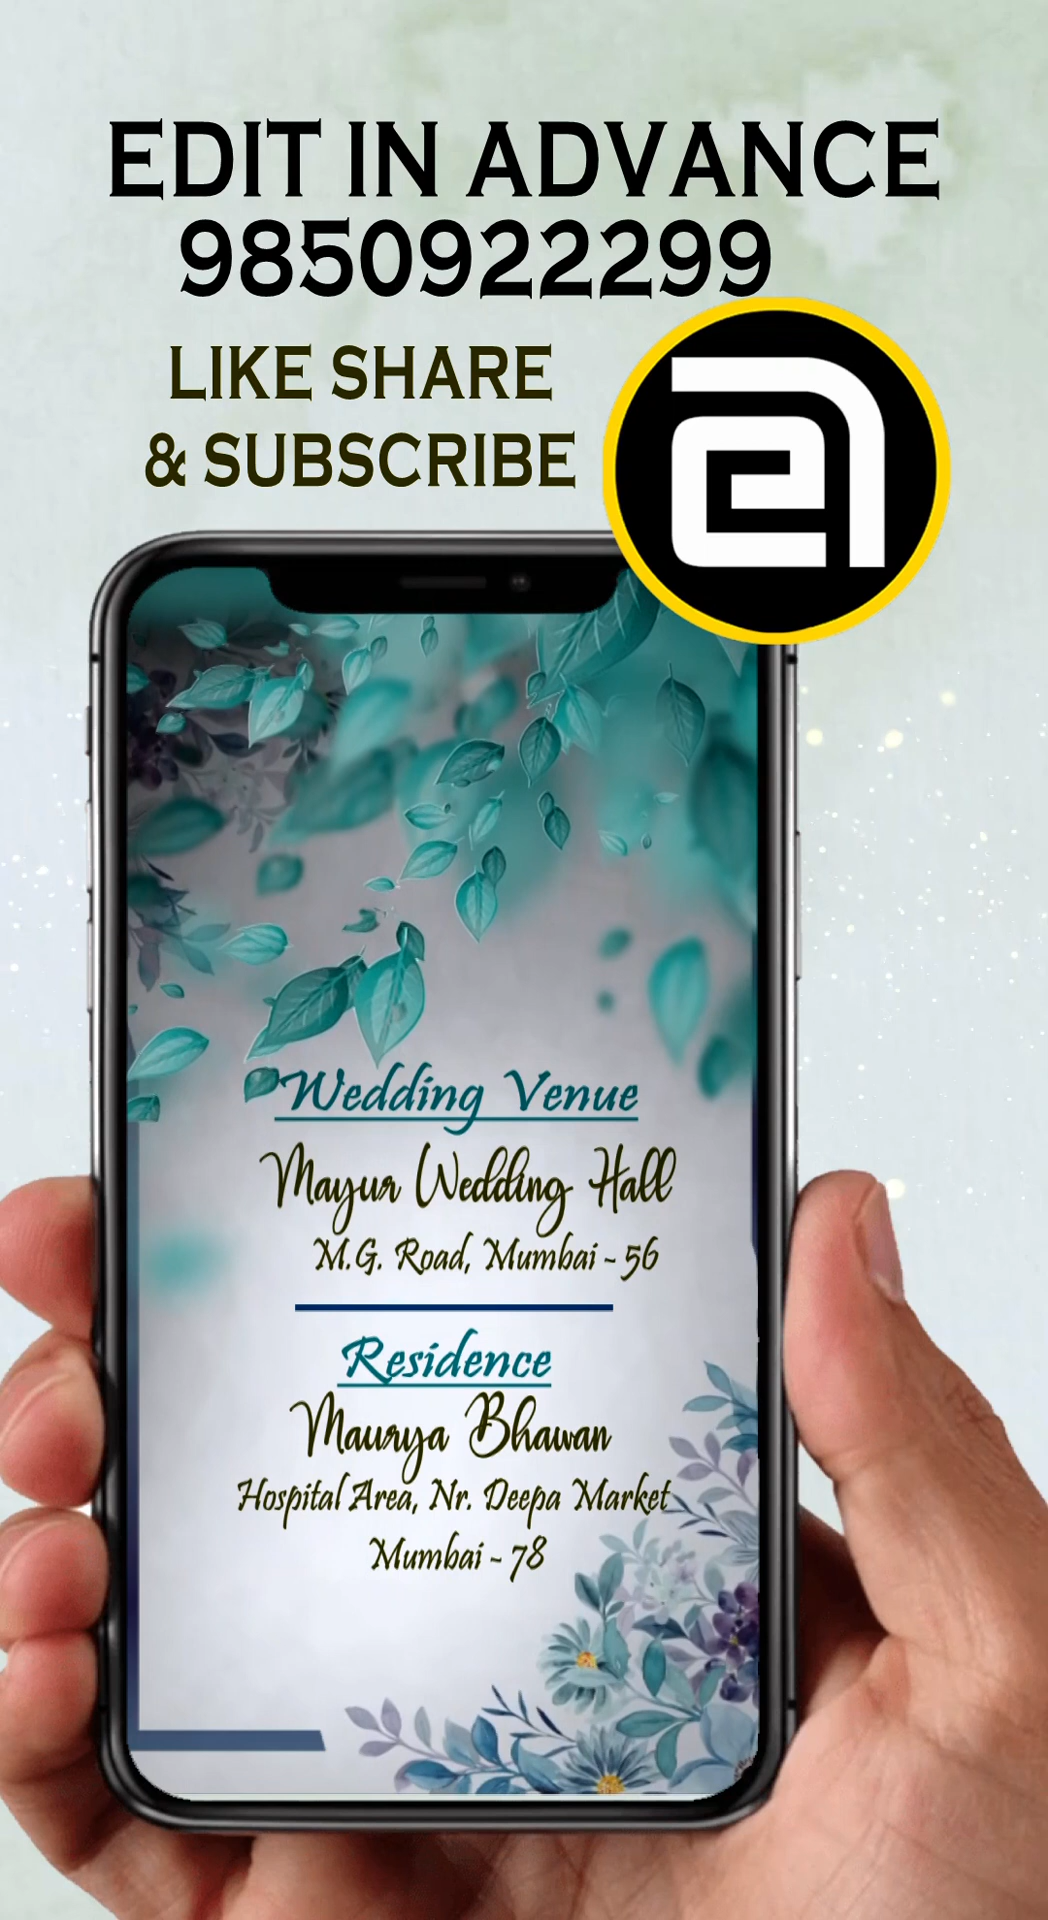 EDIT IN ADVANCE
9850922299
LIKE SHARE
& SUBSCRIBE
Wedding Venue
Mayur Wedding Hall
M.G. Road, Mumbai - 56
Residence
Maurya Bhawan
Hospital Area, Nr. Deepa Market
Mumbai - 78